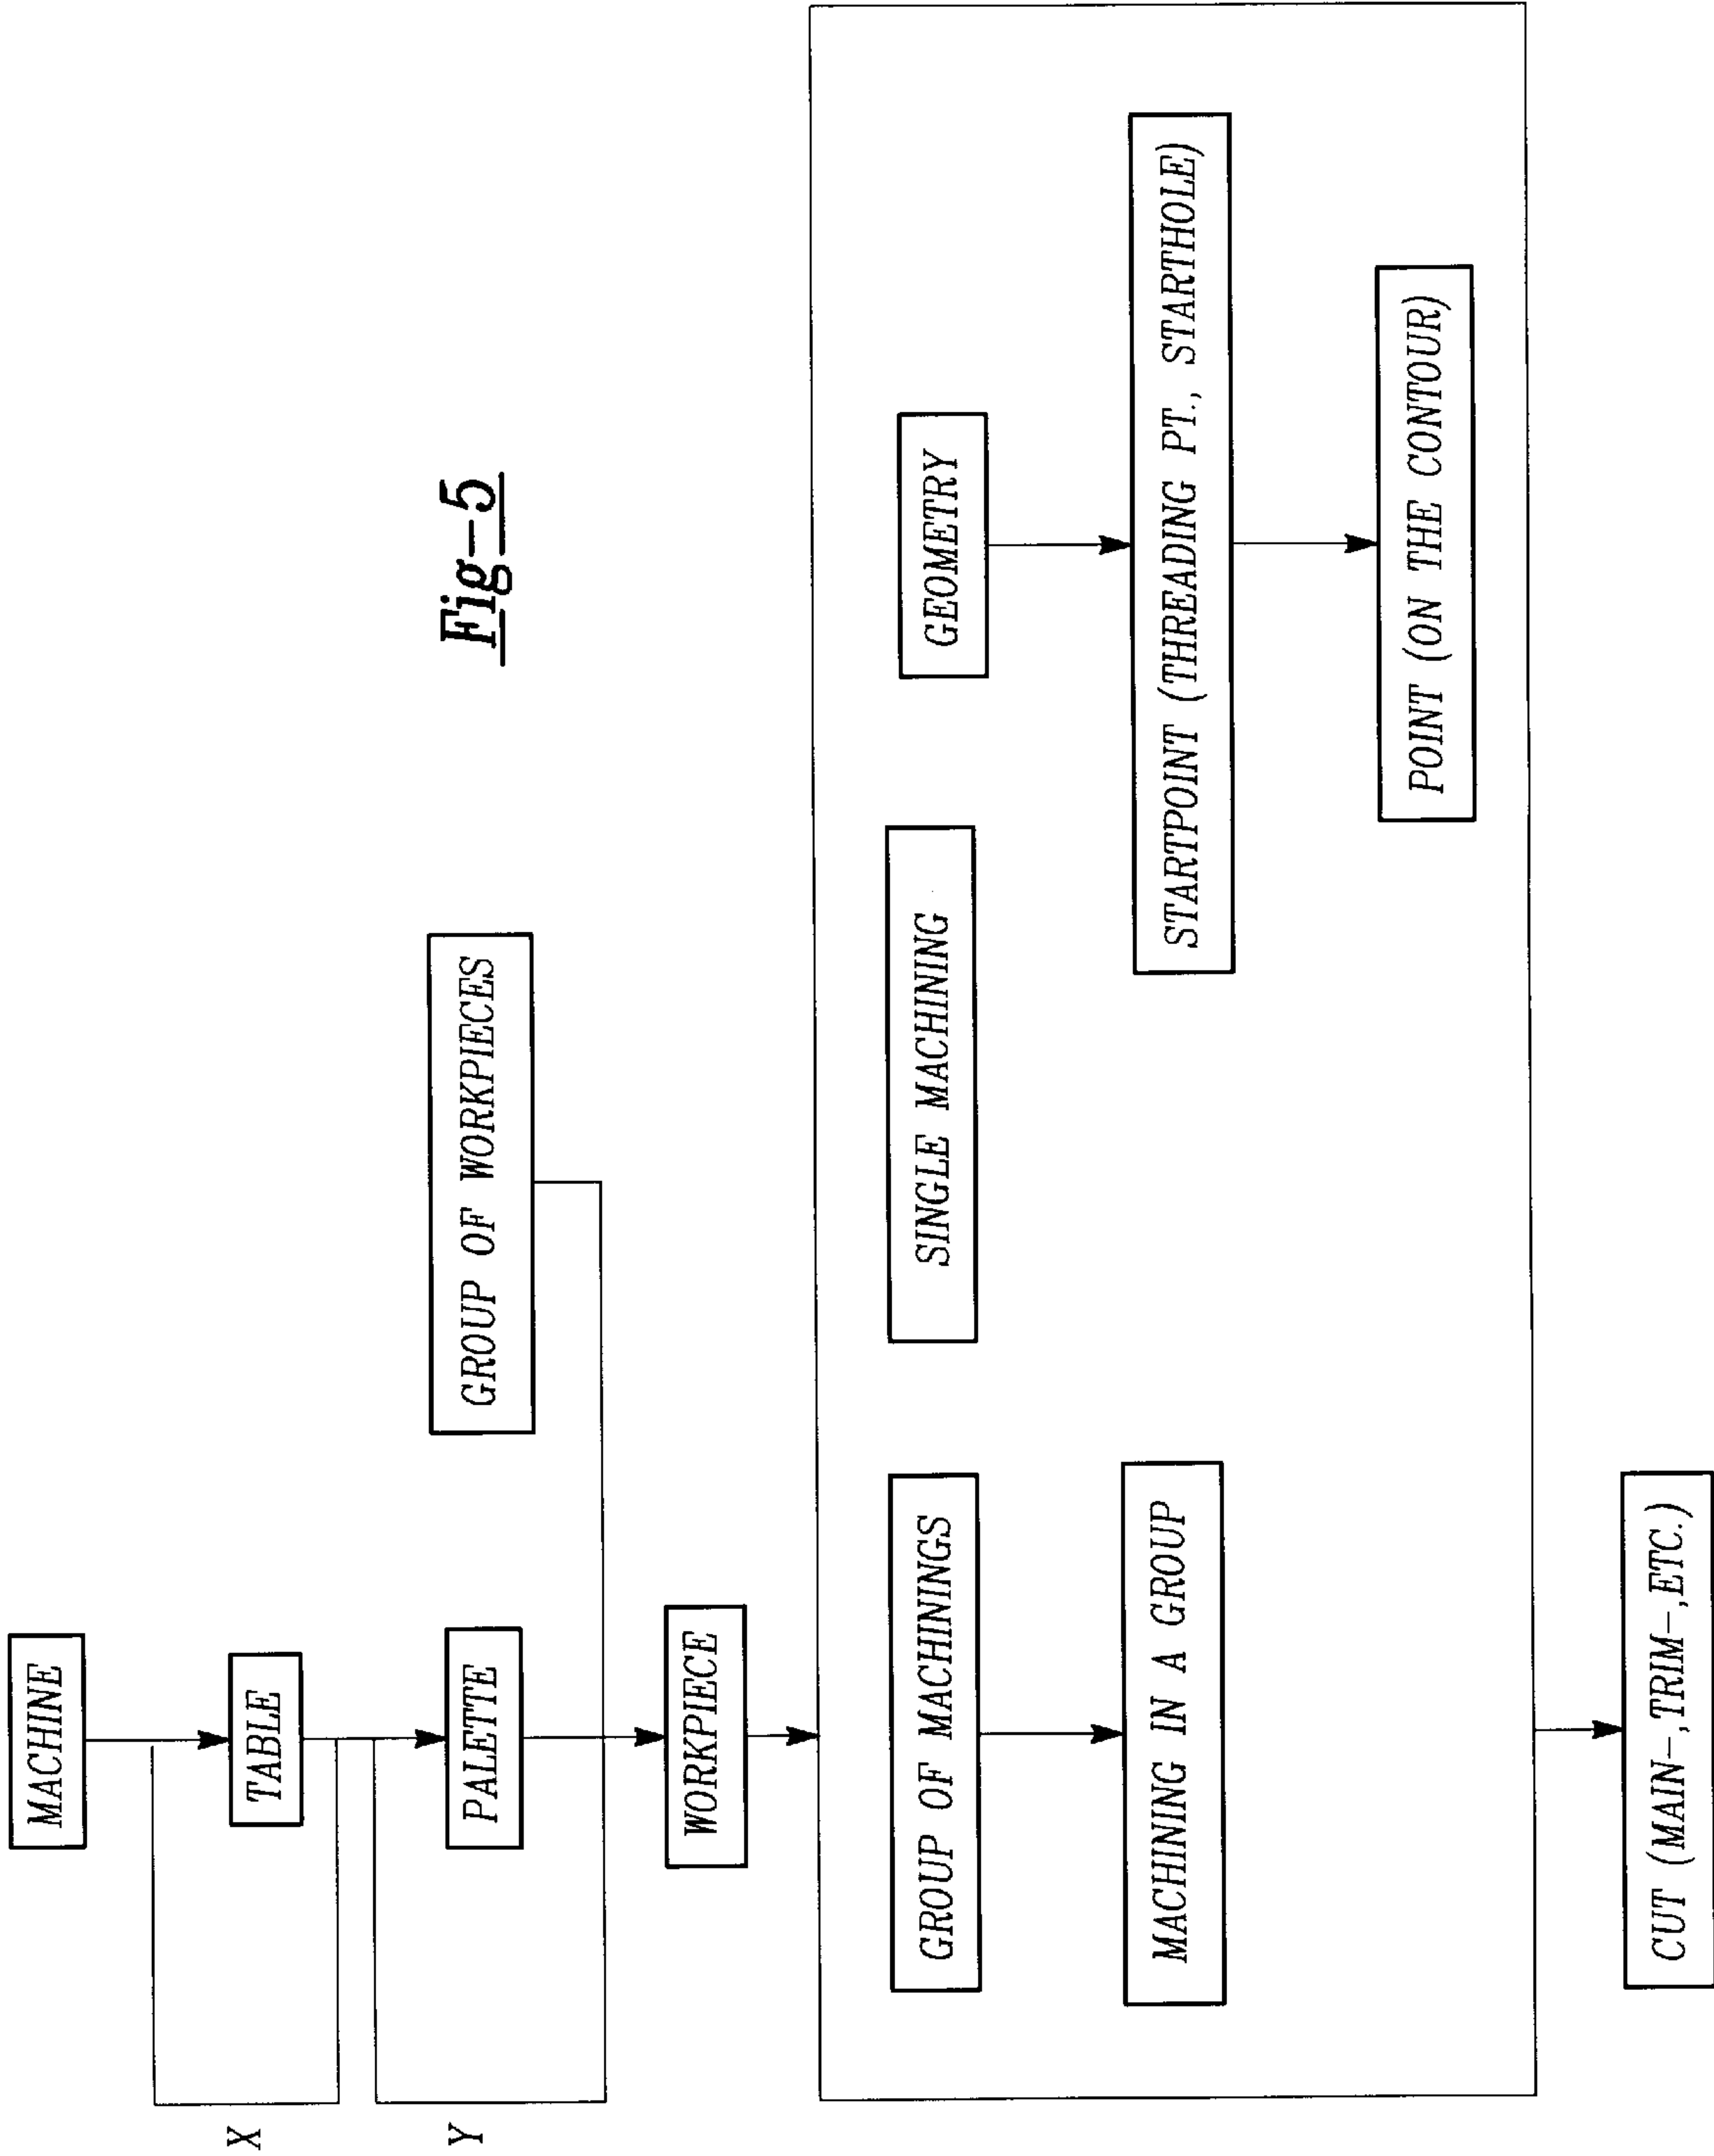 MACHINE
X
TABLE
Fig-5
Y
PALETTE
GROUP OF WORKPIECES
WORKPIECE
GROUP OF MACHININGS
SINGLE MACHINING
GEOMETRY
MACHINING IN A GROUP
STARTPOINT (THREADING PT., STARTHOLE)
POINT (ON THE CONTOUR)
CUT (MAIN-,TRIM-,ETC.)